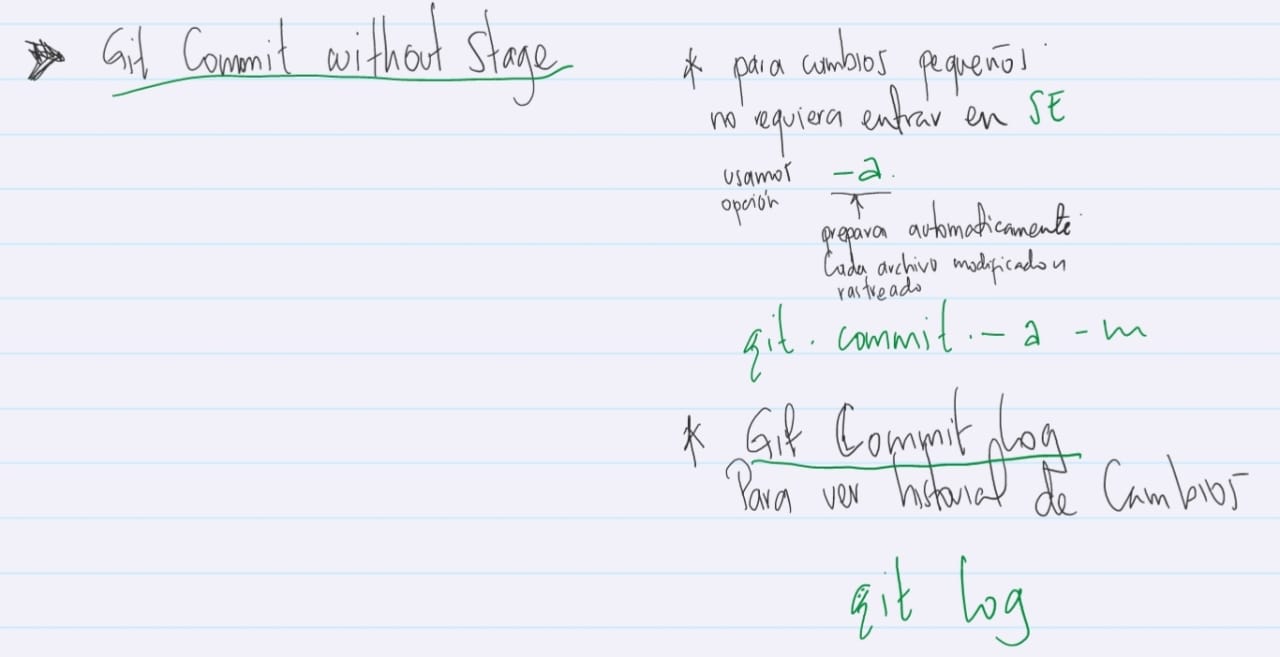 Git Commit without Stage
* para cambios pequeños
no requiera entrar en SE
usamos -a
opción
prepara automaticamente
Cada archivo modificado y
rastreado
git commit - a - m
* Git Commit Log
Para ver historial de Cambios
git log